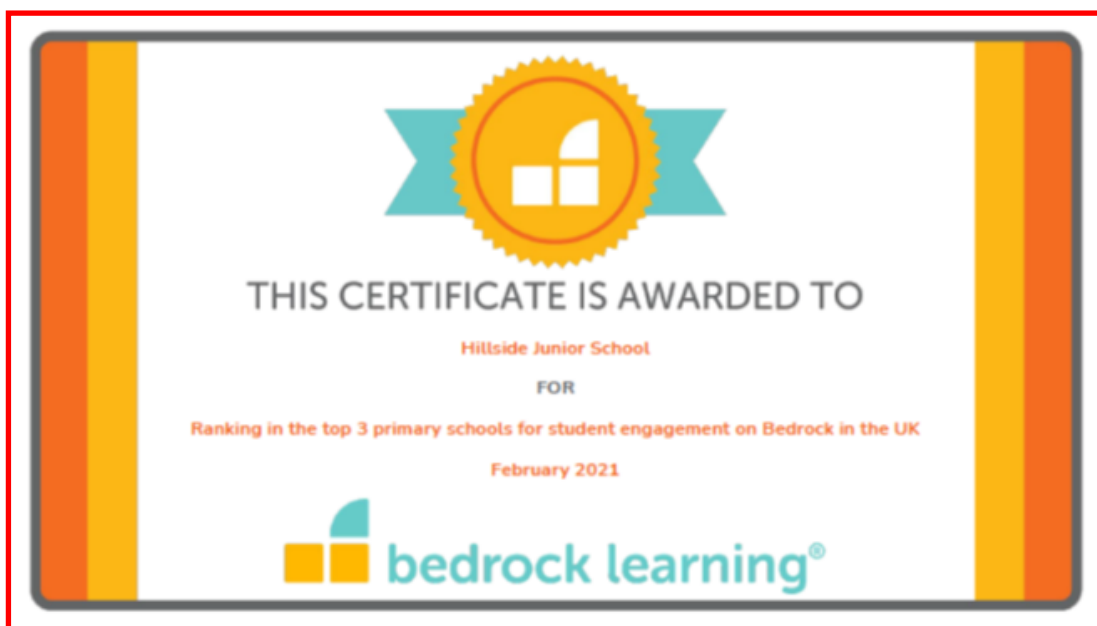 THIS CERTIFICATE IS AWARDED TO
Hillside Junior School
FOR
Ranking in the top 3 primary schools for student engagement on Bedrock in the UK
February 2021
bedrock learning®